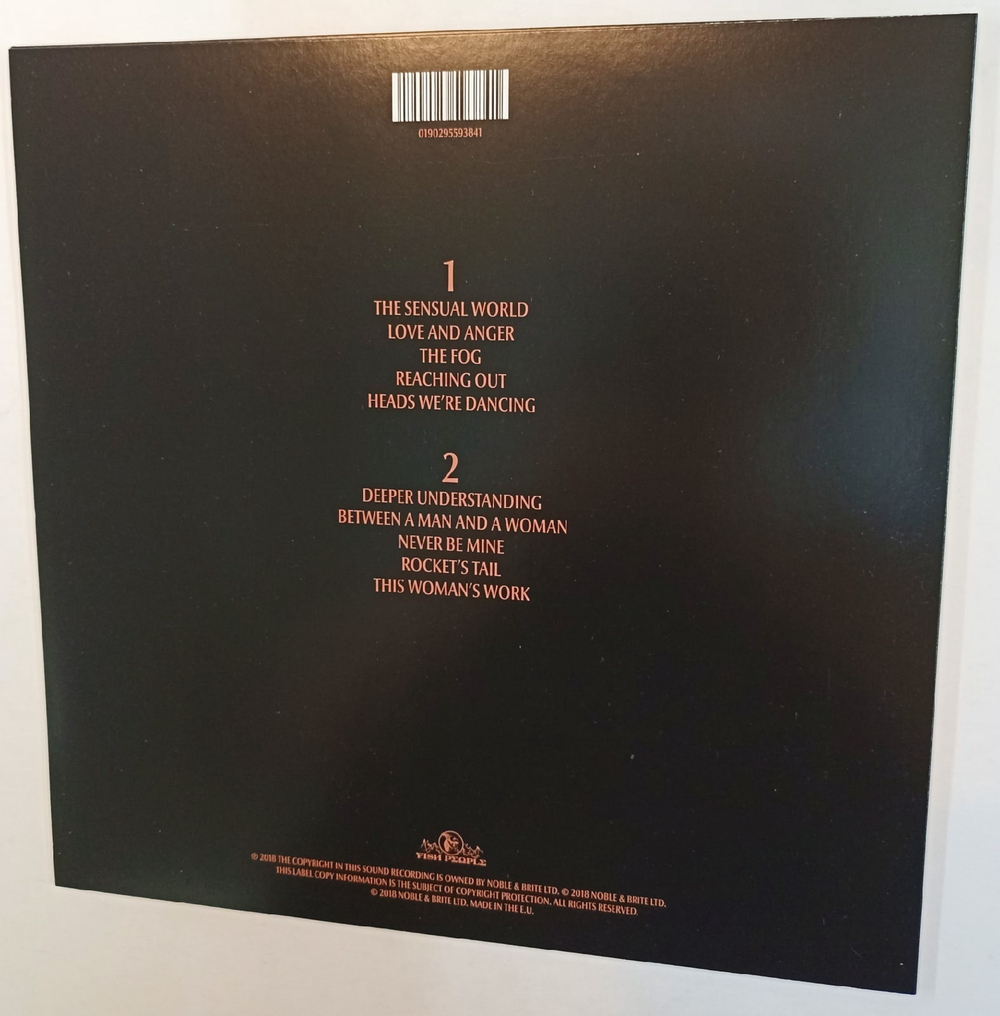 0190295593841
1
THE SENSUAL WORLD
LOVE AND ANGER
THE FOG
REACHING OUT
HEADS WE'RE DANCING
2
DEEPER UNDERSTANDING
BETWEEN A MAN AND A WOMAN
NEVER BE MINE
ROCKET'S TAIL
THIS WOMAN'S WORK
FISH PEOPLE
℗ 2018 THE COPYRIGHT IN THIS SOUND RECORDING IS OWNED BY NOBLE & BRITE LTD. © 2018 NOBLE & BRITE LTD.
THIS LABEL COPY INFORMATION IS THE SUBJECT OF COPYRIGHT PROTECTION. ALL RIGHTS RESERVED.
© 2018 NOBLE & BRITE LTD. MADE IN THE E.U.